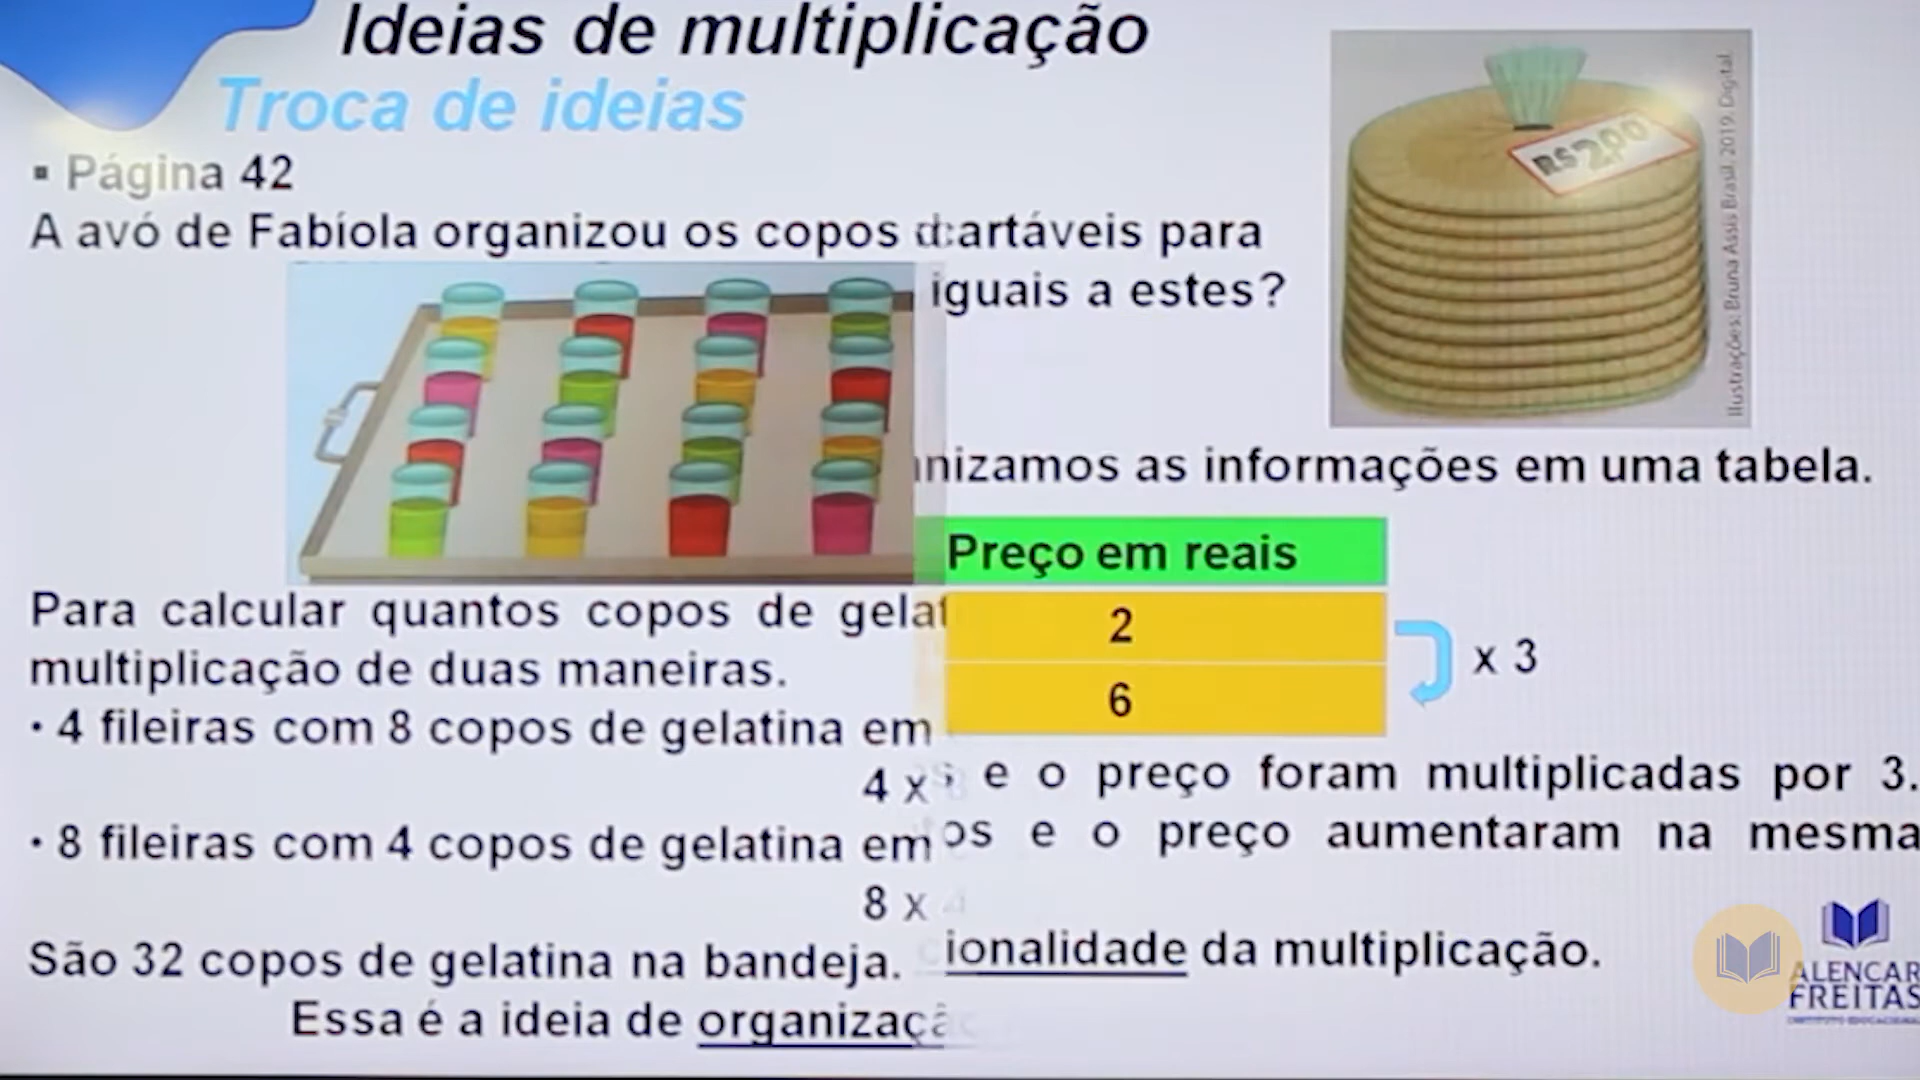 Ideias de multiplicação
Troca de ideias
▪ Página 42
A avó de Fabíola organizou os copos
artáveis para
iguais a estes?
R$ 2,00
Ilustrações: Bruna Assis Brasil. 2019. Digital.
nizamos as informações em uma tabela.
Preço em reais
2
6
x 3
Para calcular quantos copos de gelat
multiplicação de duas maneiras.
• 4 fileiras com 8 copos de gelatina em
4 x
s e o preço foram multiplicadas por 3.
• 8 fileiras com 4 copos de gelatina em
os e o preço aumentaram na mesma
8 x 4
São 32 copos de gelatina na bandeja.
cionalidade da multiplicação.
Essa é a ideia de organizaçã
ALENCAR
FREITAS